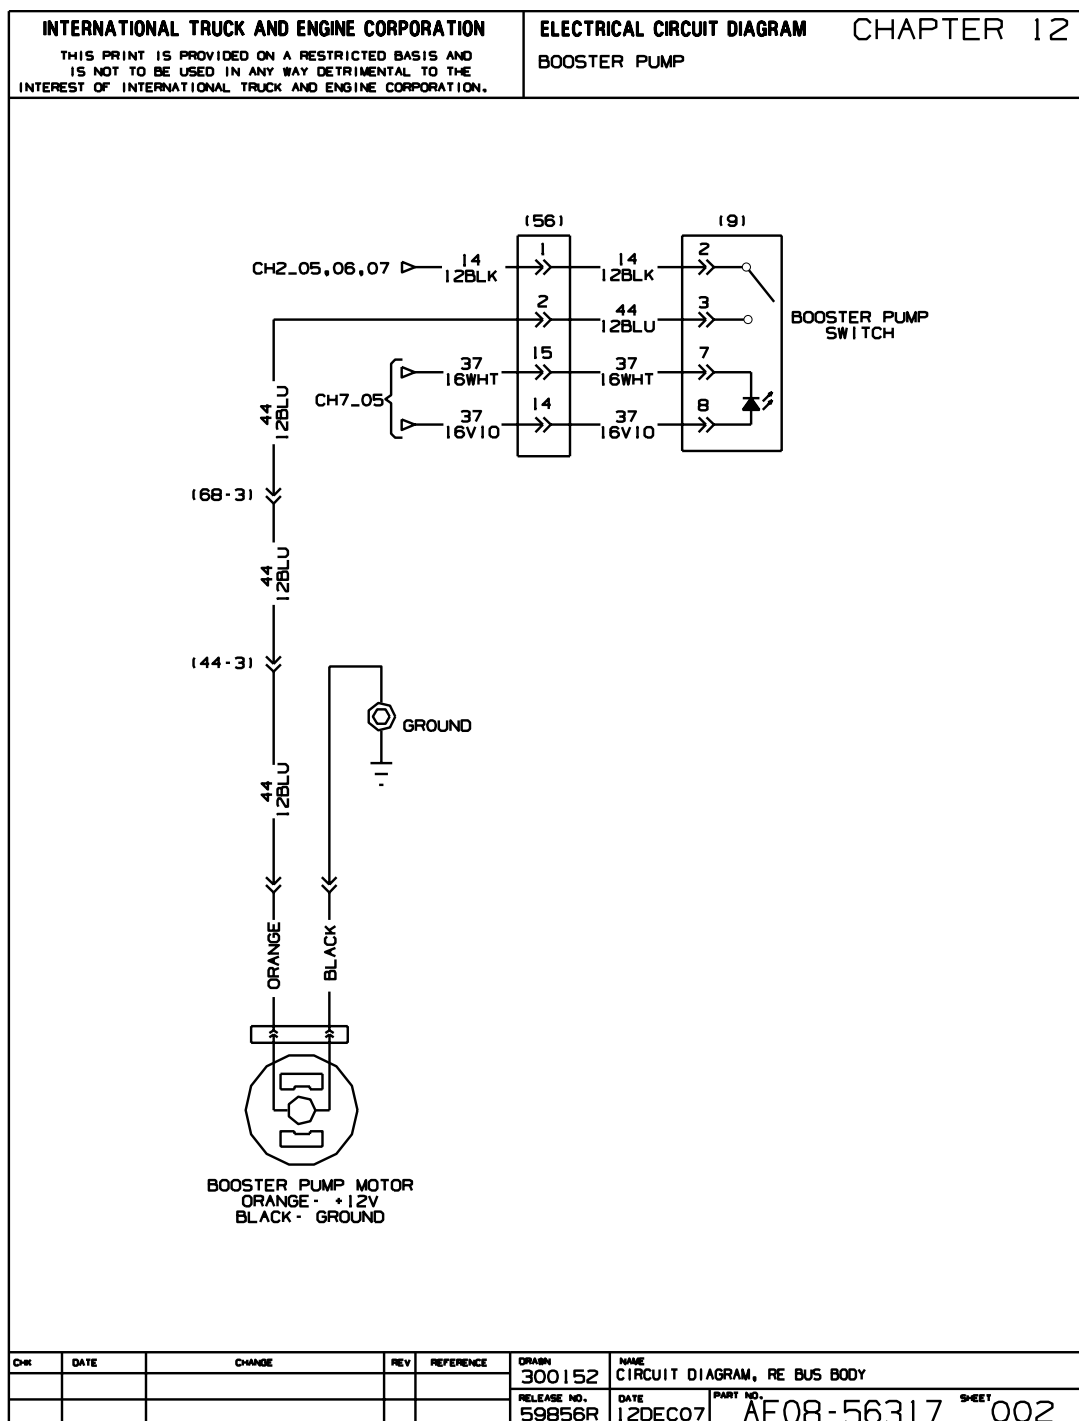 INTERNATIONAL TRUCK AND ENGINE CORPORATION
THIS PRINT IS PROVIDED ON A RESTRICTED BASIS AND
IS NOT TO BE USED IN ANY WAY DETRIMENTAL TO THE
INTEREST OF INTERNATIONAL TRUCK AND ENGINE CORPORATION.
ELECTRICAL CIRCUIT DIAGRAM CHAPTER 12
BOOSTER PUMP
(56) (9)
CH2_05,06,07 14 1 14 2
12BLK 12BLK
2 44 3
12BLU
BOOSTER PUMP
SWITCH
37 15 37 7
16WHT 16WHT
CH7_05
37 14 37 8
16VIO 16VIO
44
12BLU
(68-3)
44
12BLU
(44-3)
GROUND
44
12BLU
ORANGE BLACK
BOOSTER PUMP MOTOR
ORANGE- +12V
BLACK- GROUND
CHK DATE CHANGE REV REFERENCE
DRAWN
300152
NAME
CIRCUIT DIAGRAM, RE BUS BODY
RELEASE NO.
59856R
DATE
12DEC07
PART NO.
AE08-56317
SHEET
002